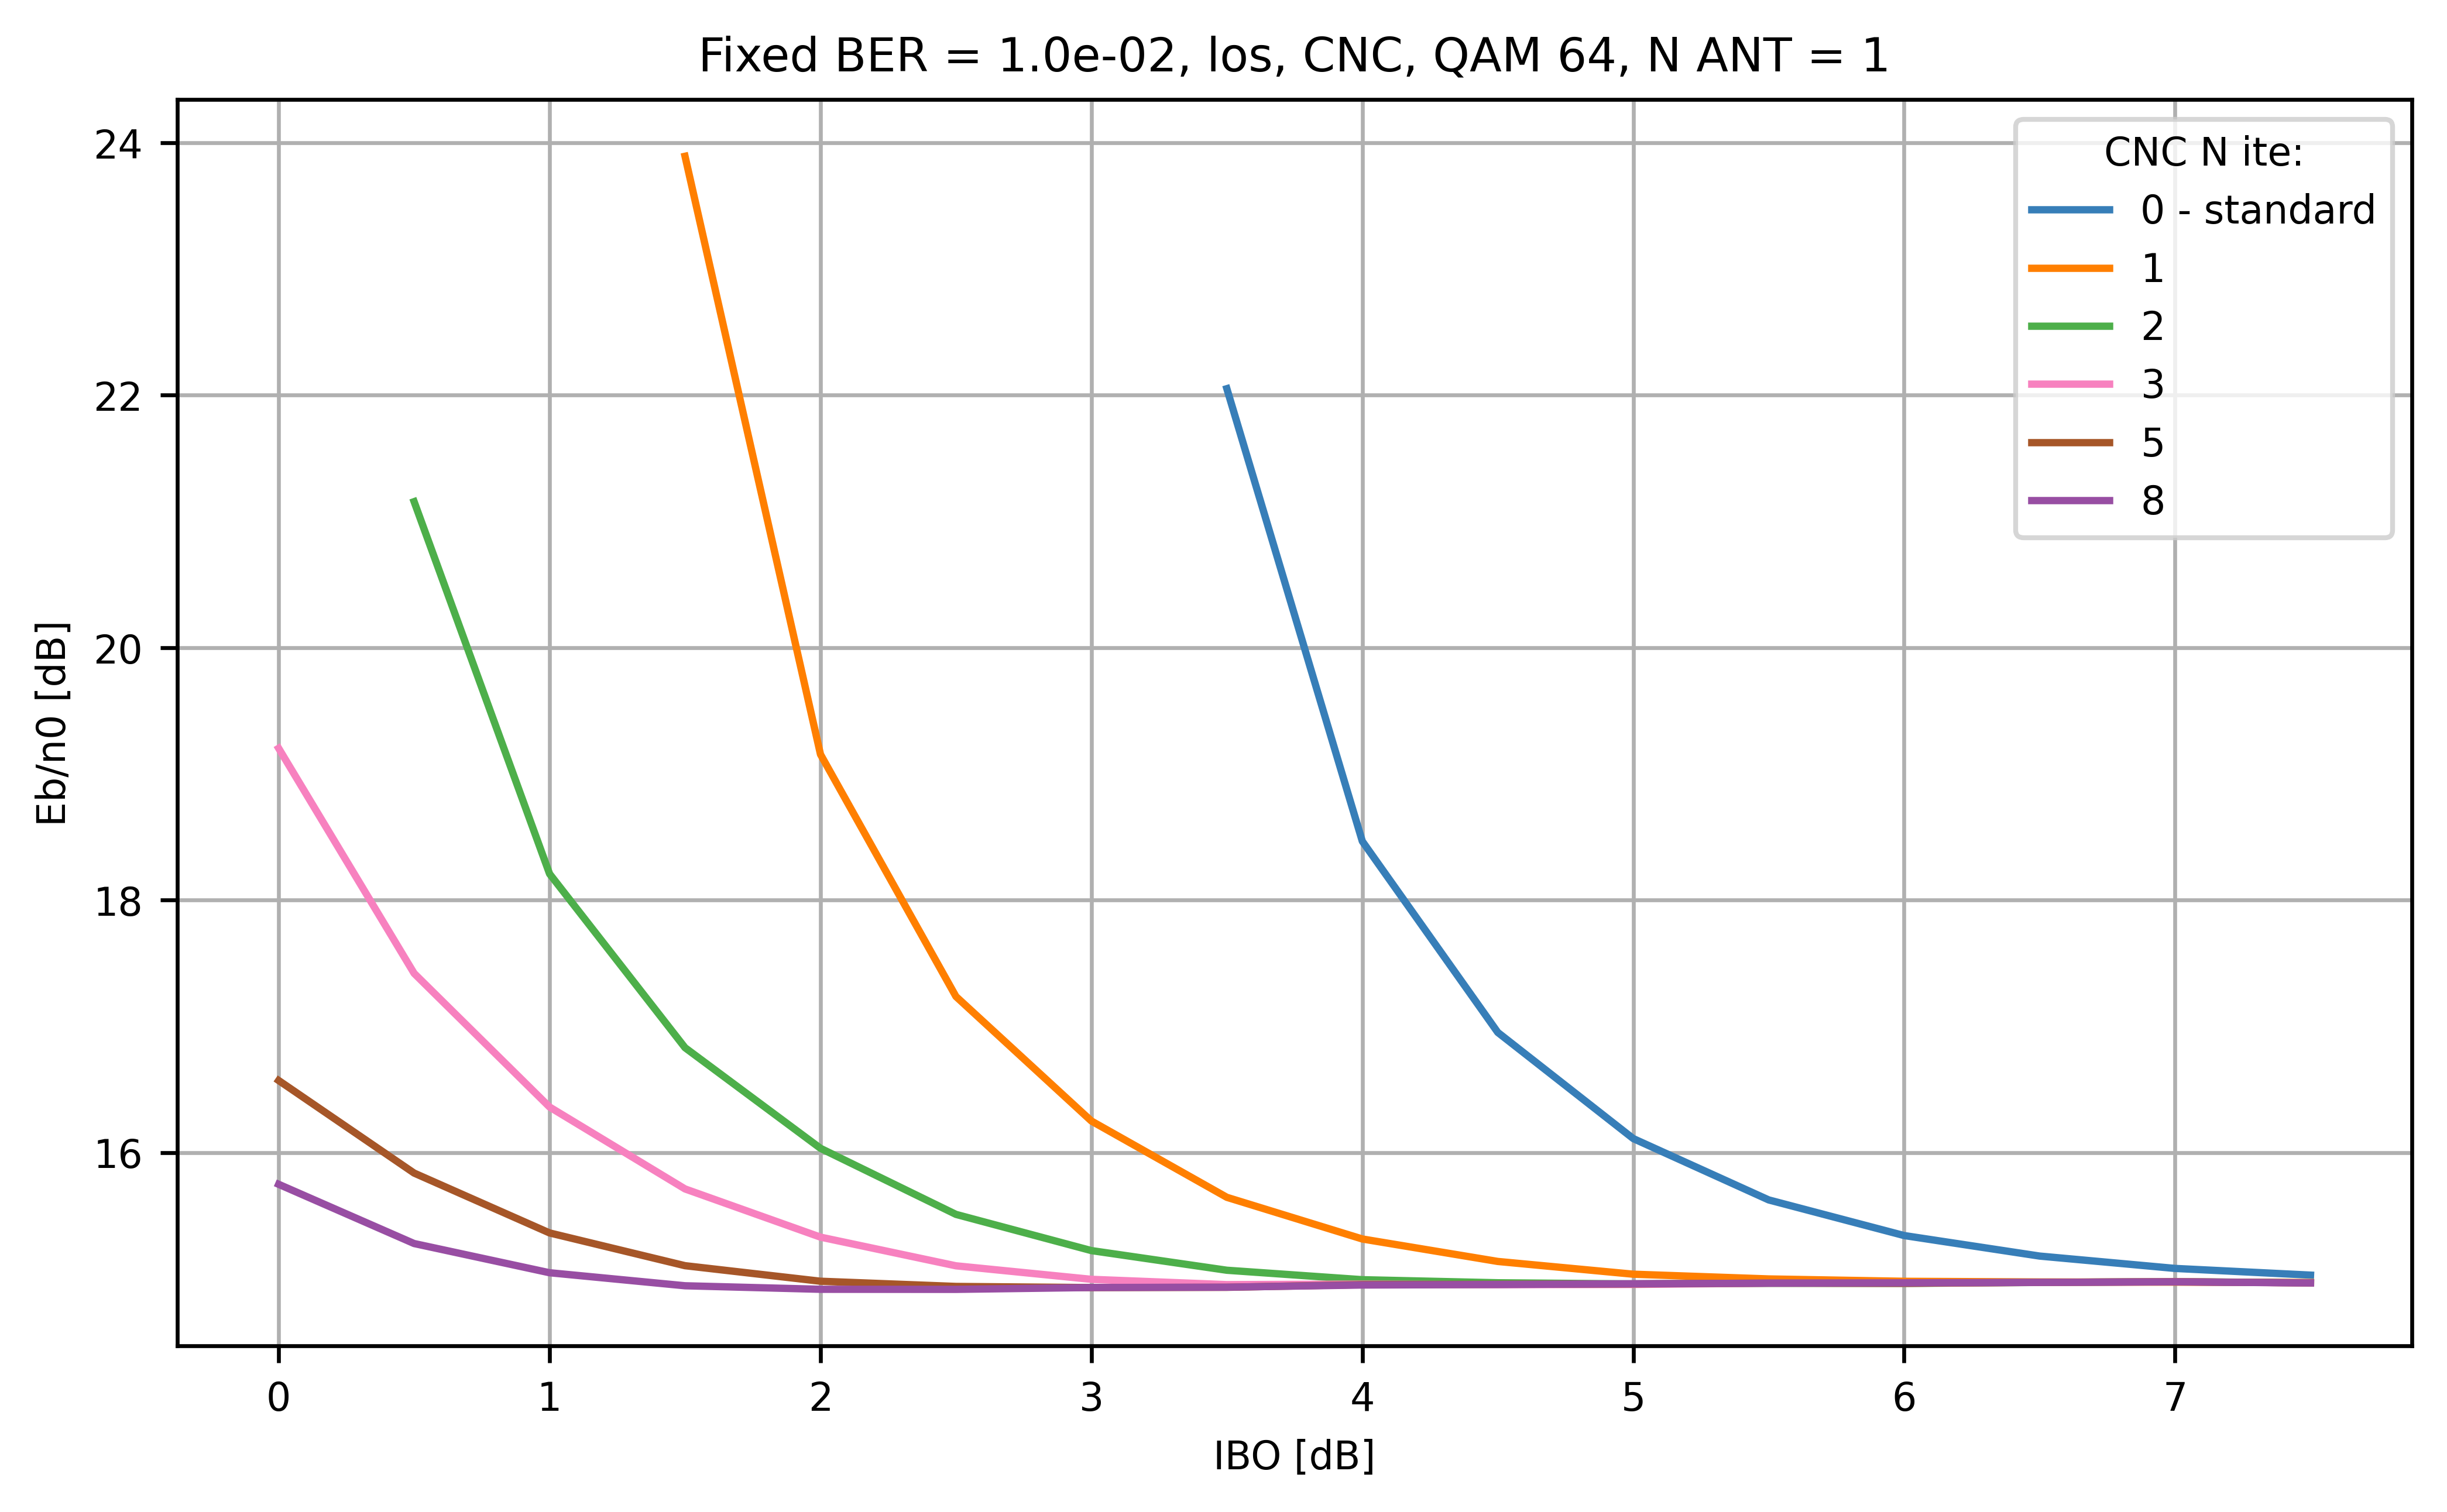 Fixed BER = 1.0e-02, los, CNC, QAM 64, N ANT = 1
CNC N ite:
0 - standard
1
2
3
5
8
Eb/n0 [dB]
24
22
20
18
16
0 1 2 3 4 5 6 7
IBO [dB]